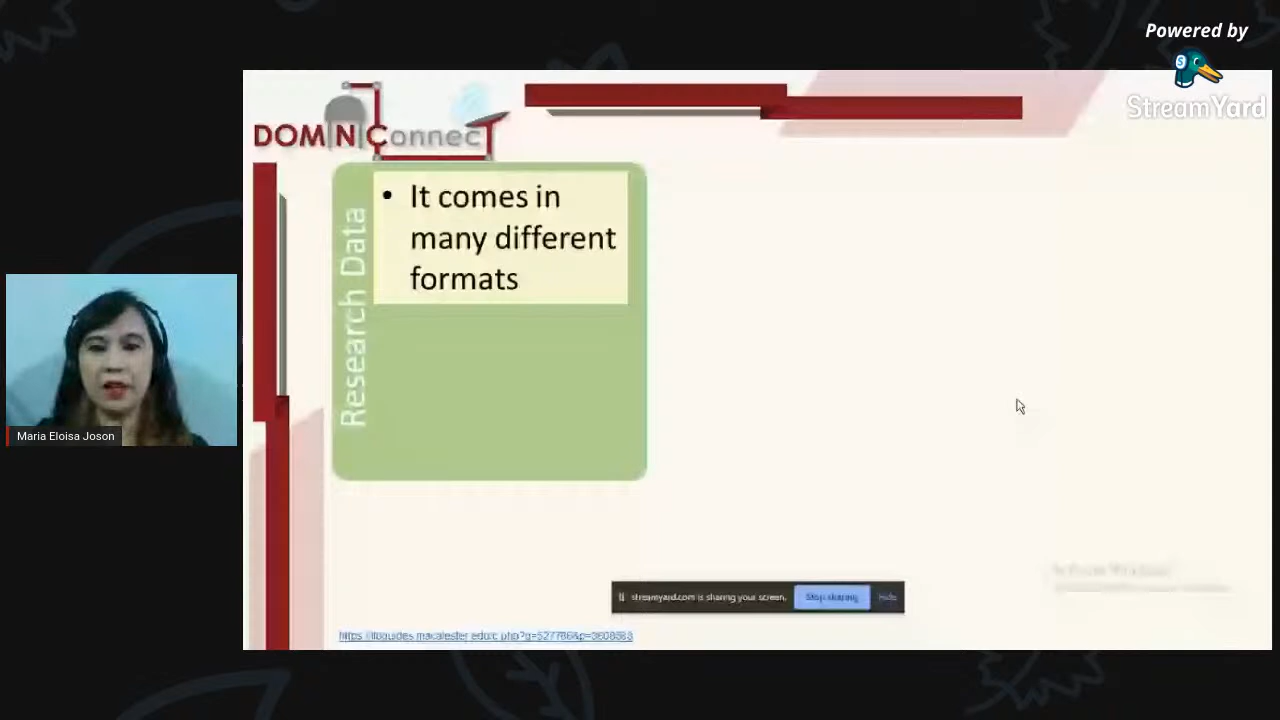 Powered by
StreamYard
DOMINConnecT
Research Data
• It comes in
many different
formats
Maria Eloisa Joson
streamyard.com is sharing your screen.
Stop sharing
Hide